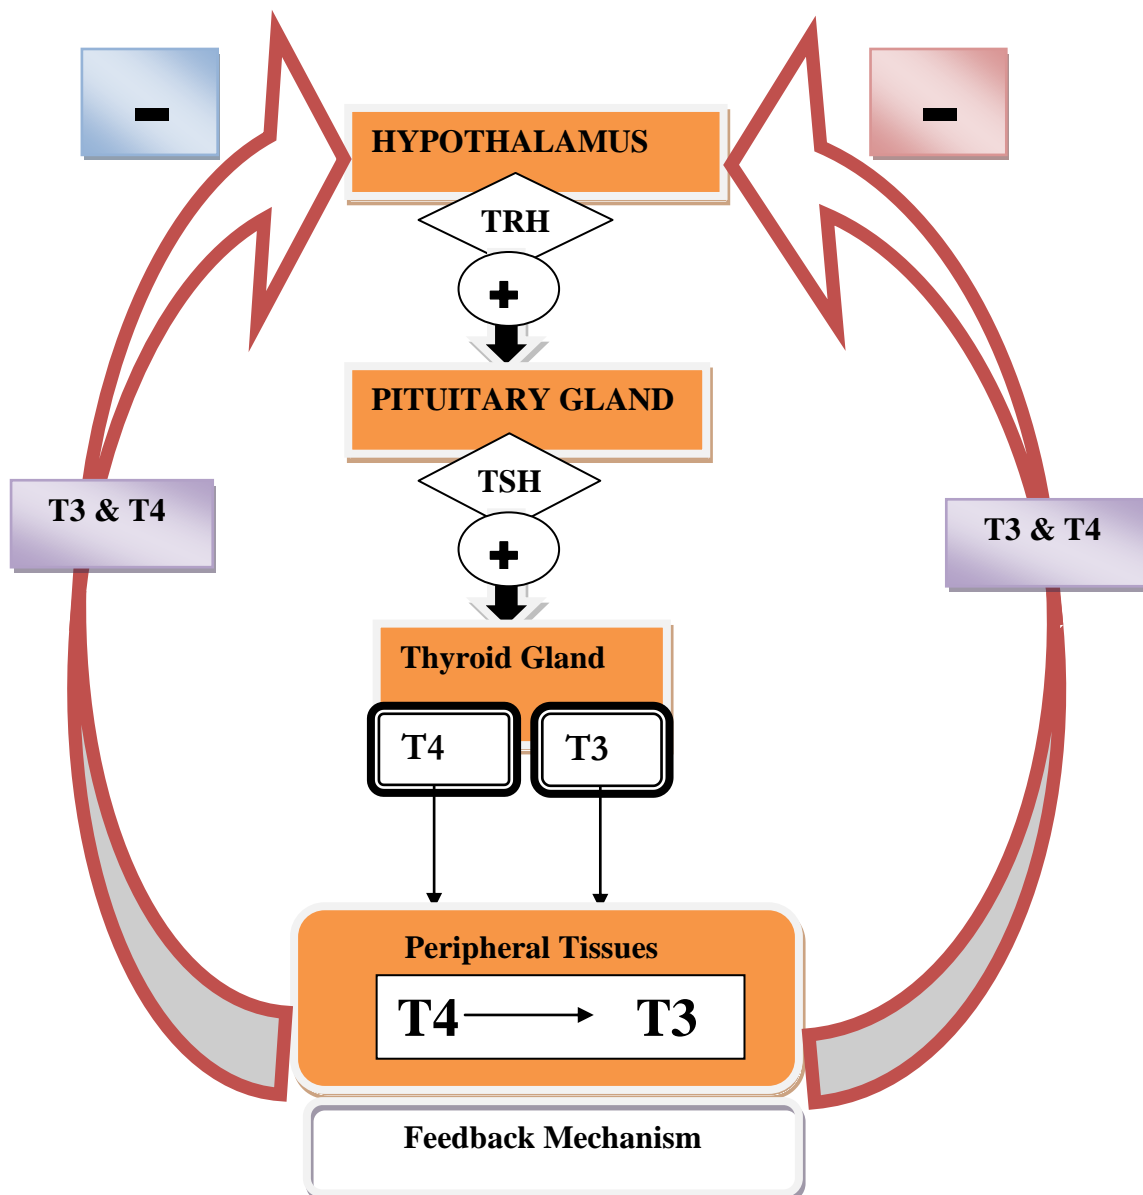 -
-
HYPOTHALAMUS
TRH
+
PITUITARY GLAND
TSH
+
T3 & T4
T3 & T4
Thyroid Gland
T4
T3
Peripheral Tissues
T4 T3
Feedback Mechanism